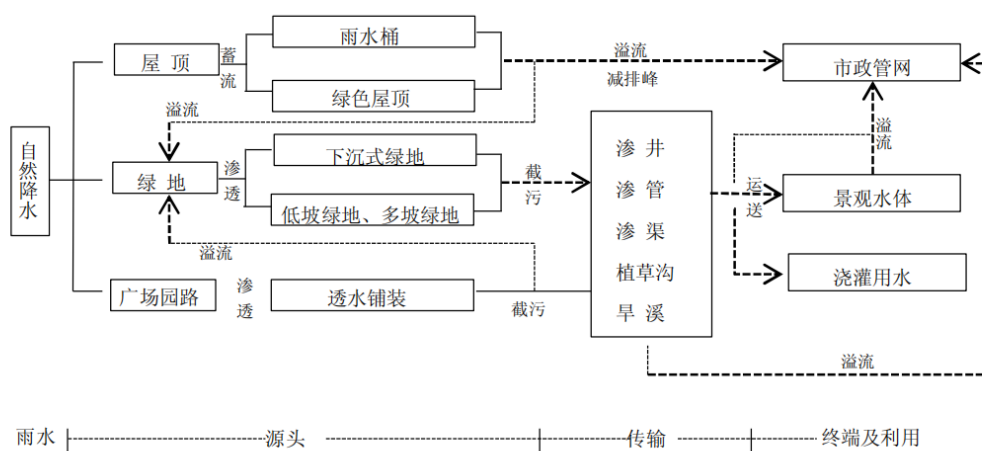 自然降水
屋 顶
蓄流
雨水桶
绿色屋顶
溢流
减排峰
市政管网
溢流
绿 地
渗透
下沉式绿地
低坡绿地、多坡绿地
截污
溢流
广场园路
渗透
透水铺装
截污
渗 井
渗 管
渗 渠
植草沟
旱 溪
运送
溢流
景观水体
浇灌用水
溢流
雨水
源头
传输
终端及利用